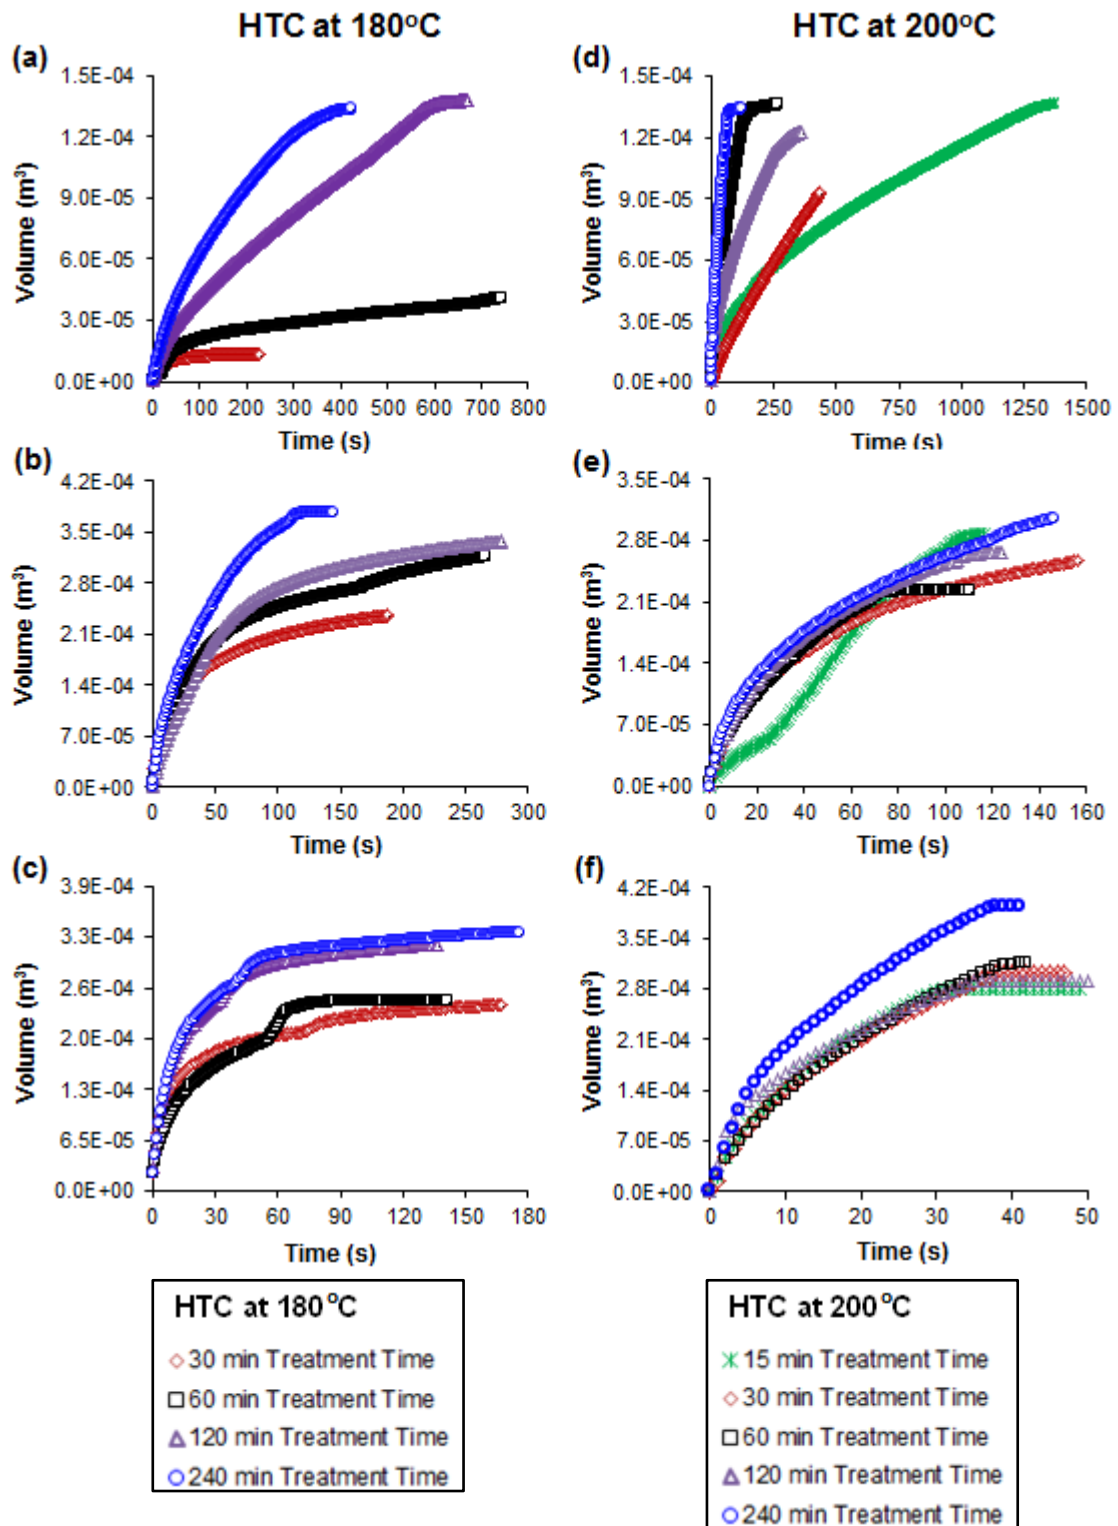 HTC at 180°C
HTC at 200°C
(a)
1.5E-04
1.2E-04
9.0E-05
6.0E-05
3.0E-05
0.0E+00
Volume (m³)
0 100 200 300 400 500 600 700 800
Time (s)
(d)
1.5E-04
1.2E-04
9.0E-05
6.0E-05
3.0E-05
0.0E+00
Volume (m³)
0 250 500 750 1000 1250 1500
Time (s)
(b)
4.2E-04
3.5E-04
2.8E-04
2.1E-04
1.4E-04
7.0E-05
0.0E+00
Volume (m³)
0 50 100 150 200 250 300
Time (s)
(e)
3.5E-04
2.8E-04
2.1E-04
1.4E-04
7.0E-05
0.0E+00
Volume (m³)
0 20 40 60 80 100 120 140 160
Time (s)
(c)
3.9E-04
3.3E-04
2.6E-04
2.0E-04
1.3E-04
6.5E-05
0.0E+00
Volume (m³)
0 30 60 90 120 150 180
Time (s)
(f)
4.2E-04
3.5E-04
2.8E-04
2.1E-04
1.4E-04
7.0E-05
0.0E+00
Volume (m³)
0 10 20 30 40 50
Time (s)
HTC at 180°C
30 min Treatment Time
60 min Treatment Time
120 min Treatment Time
240 min Treatment Time
HTC at 200°C
15 min Treatment Time
30 min Treatment Time
60 min Treatment Time
120 min Treatment Time
240 min Treatment Time